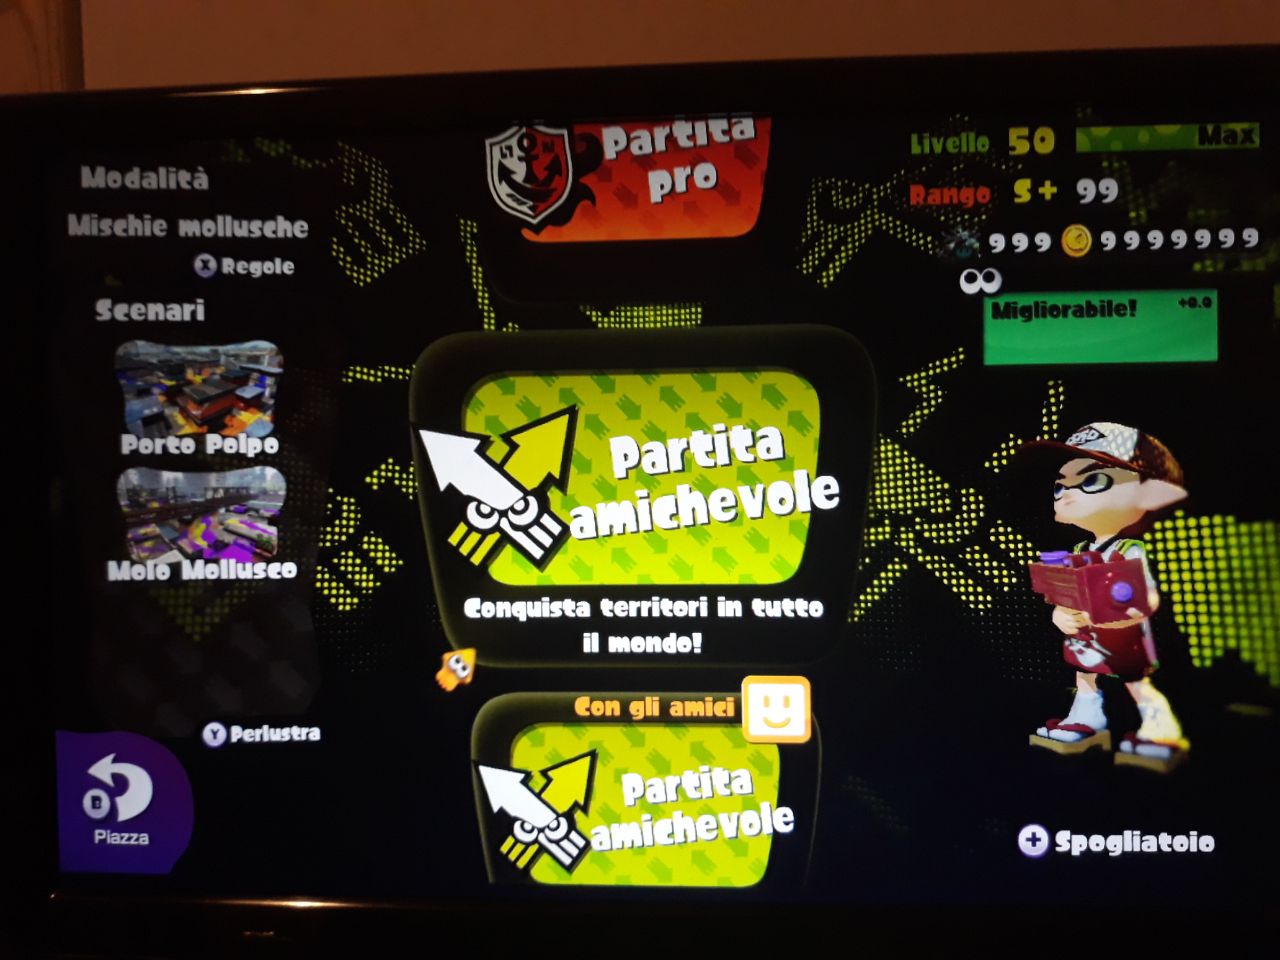 Modalità
Mischie mollusche
X Regole
Scenari
Porto Polpo
Molo Mollusco
Y Perlustra
B
Piazza
Partita
pro
Partita
amichevole
Conquista territori in tutto
il mondo!
Con gli amici
Partita
amichevole
Livello 50 Max
Rango S+ 99
999 9999999
Migliorabile! +0.0
+ Spogliatoio